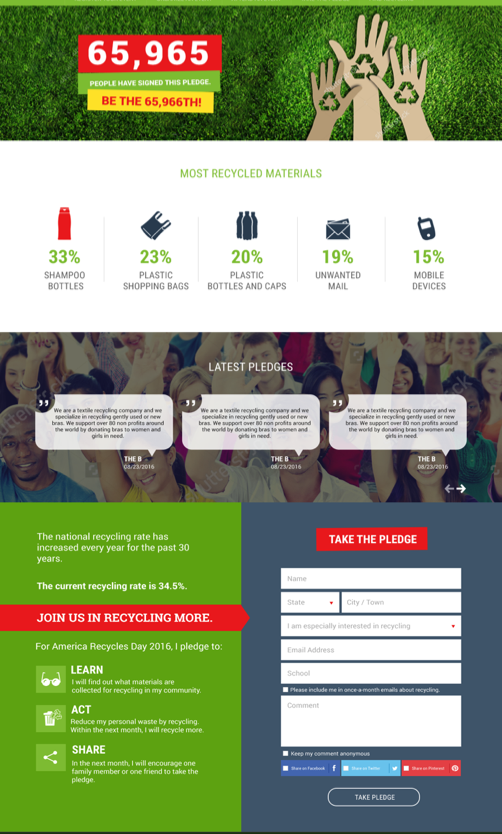 65,965
PEOPLE HAVE SIGNED THIS PLEDGE.
BE THE 65,966TH!
MOST RECYCLED MATERIALS
33%
SHAMPOO
BOTTLES
23%
PLASTIC
SHOPPING BAGS
20%
PLASTIC
BOTTLES AND CAPS
19%
UNWANTED
MAIL
15%
MOBILE
DEVICES
LATEST PLEDGES
We are a textile recycling company and we
specialize in recycling gently used or new
bras. We support over 80 non profits around
the world by donating bras to women and
girls in need.
THE B
08/23/2016
We are a textile recycling company and we
specialize in recycling gently used or new
bras. We support over 80 non profits around
the world by donating bras to women and
girls in need.
THE B
08/23/2016
We are a textile recycling company and we
specialize in recycling gently used or new
bras. We support over 80 non profits around
the world by donating bras to women and
girls in need.
THE B
08/23/2016
The national recycling rate has
increased every year for the past 30
years.
The current recycling rate is 34.5%.
JOIN US IN RECYCLING MORE.
For America Recycles Day 2016, I pledge to:
LEARN
I will find out what materials are
collected for recycling in my community.
ACT
Reduce my personal waste by recycling.
Within the next month, I will recycle more.
SHARE
In the next month, I will encourage one
family member or one friend to take the
pledge.
TAKE THE PLEDGE
Name
State
City / Town
I am especially interested in recycling
Email Address
School
Please include me in once-a-month emails about recycling.
Comment
Keep my comment anonymous
Share on Facebook
Share on Twitter
Share on Pinterest
TAKE PLEDGE